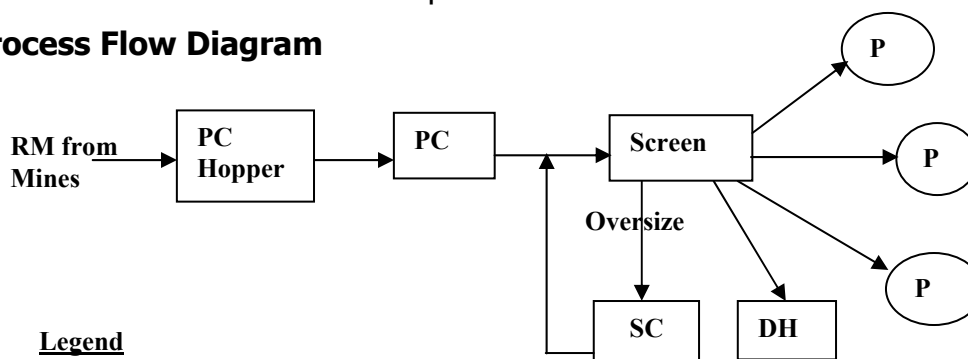 rocess Flow Diagram
P
RM from
Mines
PC
Hopper
PC
Screen
P
Oversize
P
SC
DH
Legend